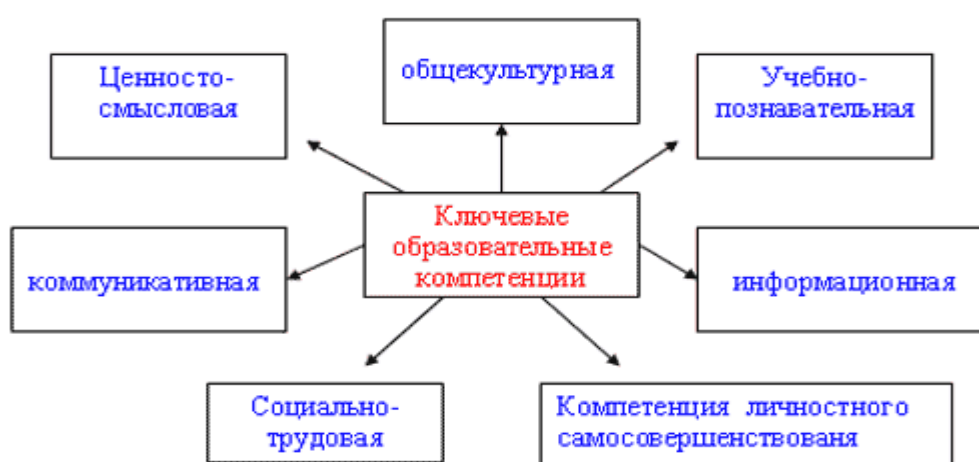 общекультурная
Ценносто-
смысловая
Учебно-
познавательная
Ключевые
образовательные
компетенции
коммуникативная
информационная
Социально-
трудовая
Компетенция личностного
самосовершенствованя